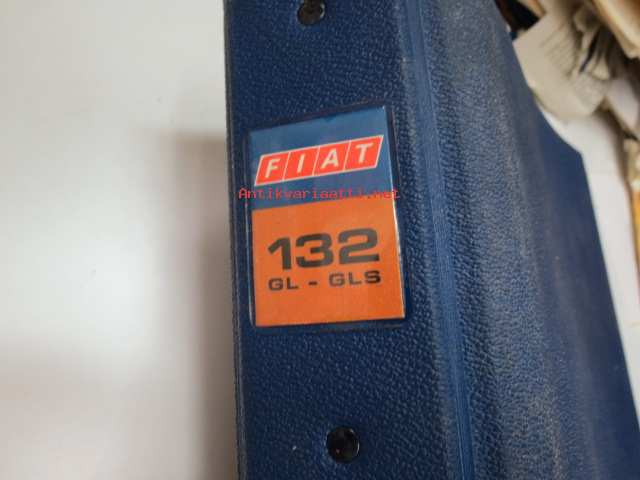 FIAT
Antikvariaatti.net
132
GL - GLS